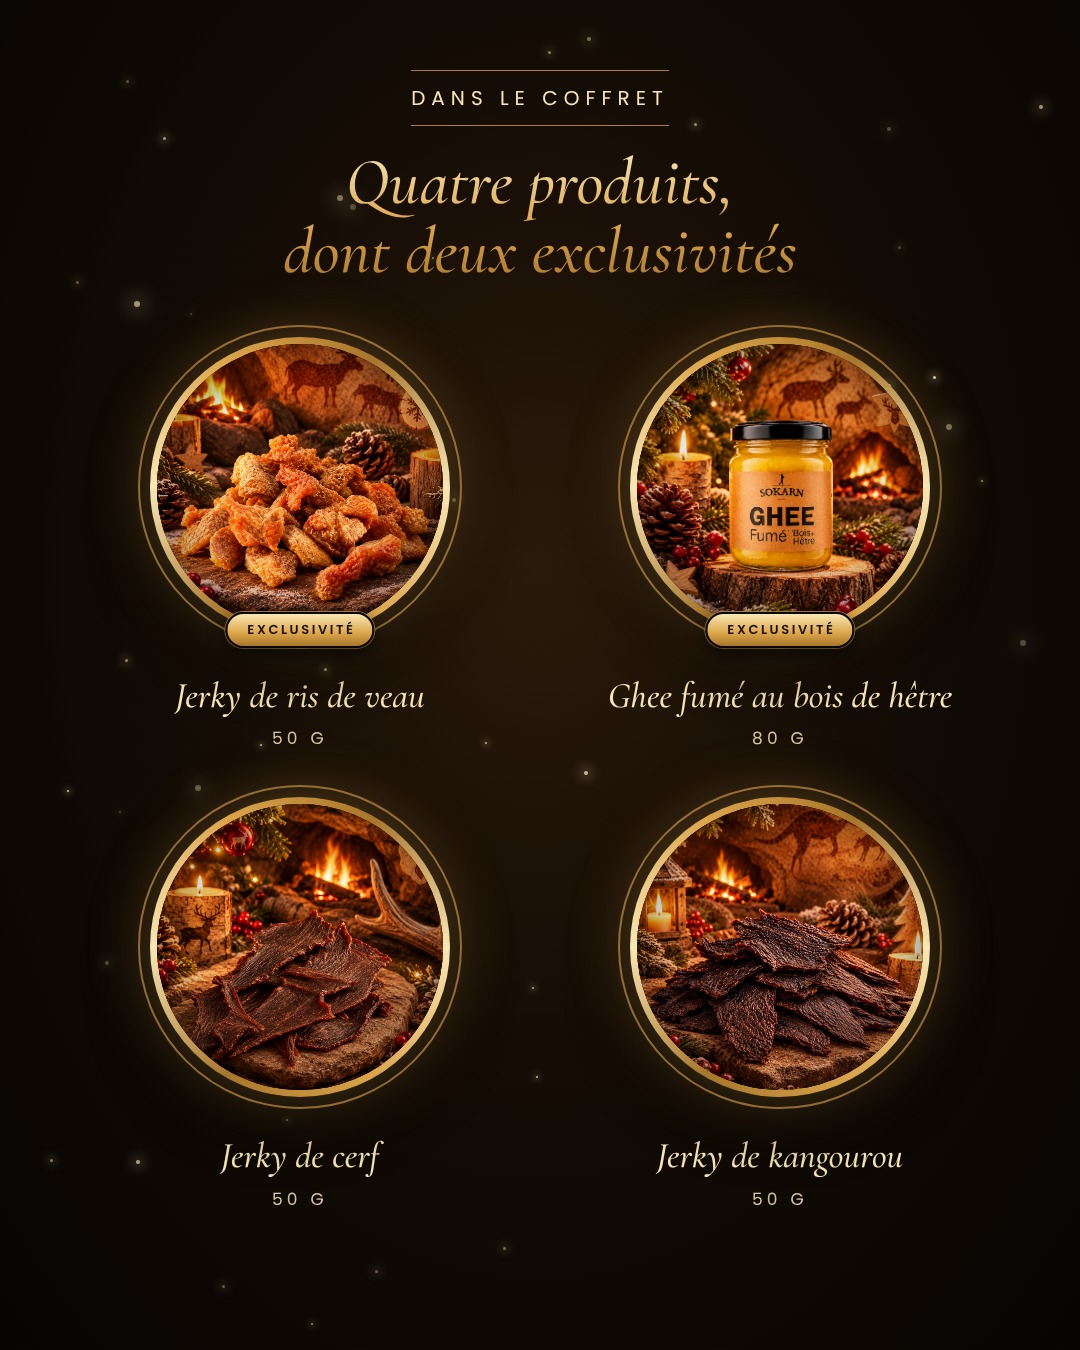 DANS LE COFFRET
Quatre produits,
dont deux exclusivités
SOKARN
GHEE
Fumé Bois
Hêtre
EXCLUSIVITÉ
EXCLUSIVITÉ
Jerky de ris de veau
Ghee fumé au bois de hêtre
50 G
80 G
Jerky de cerf
Jerky de kangourou
50 G
50 G